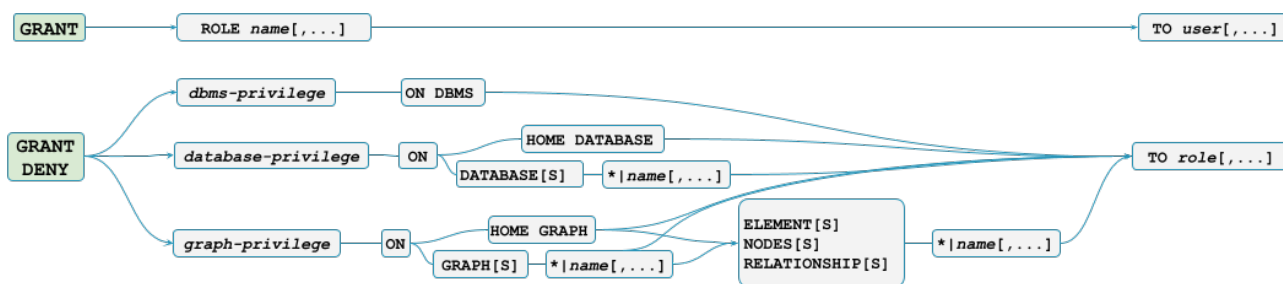 GRANT
ROLE name[,...]
TO user[,...]
dbms-privilege
ON DBMS
GRANT
DENY
database-privilege
ON
HOME DATABASE
DATABASE[S]
*|name[,...]
TO role[,...]
graph-privilege
ON
HOME GRAPH
GRAPH[S]
*|name[,...]
ELEMENT[S]
NODES[S]
RELATIONSHIP[S]
*|name[,...]